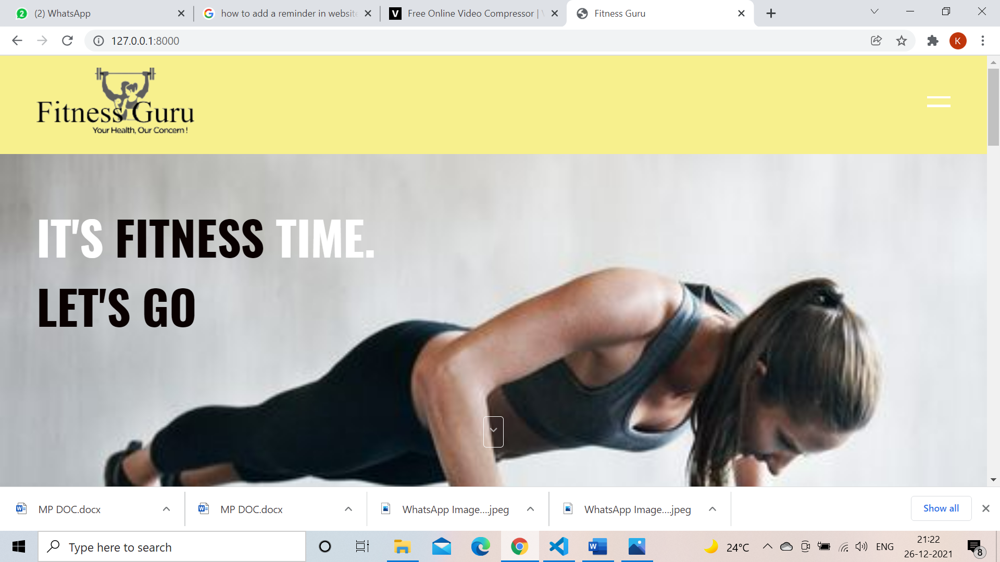 (2) WhatsApp
how to add a reminder in website
Free Online Video Compressor |
Fitness Guru
127.0.0.1:8000
K
Fitness Guru
Your Health, Our Concern !
IT'S FITNESS TIME.
LET'S GO
MP DOC.docx
MP DOC.docx
WhatsApp Image....jpeg
WhatsApp Image....jpeg
Show all
Type here to search
24°C
ENG
21:22
26-12-2021
8